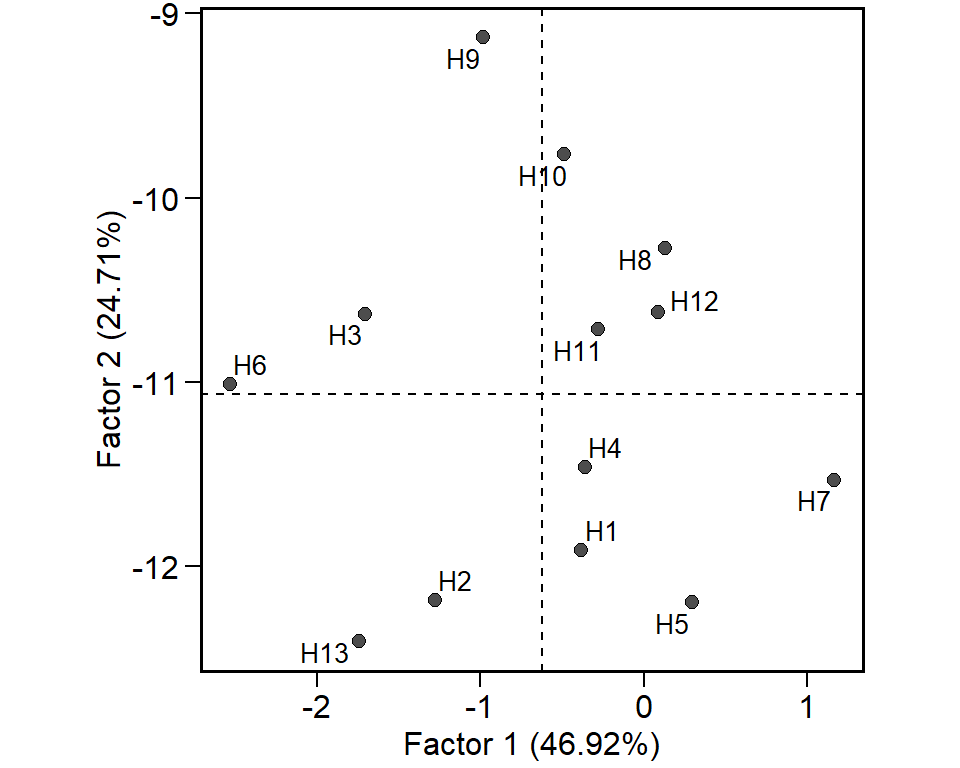 -9
H9
H10
-10
H8
H12
H3
H11
H6
-11
H4
H7
H1
-12
H2
H5
H13
Factor 2 (24.71%)
-2
-1
0
1
Factor 1 (46.92%)